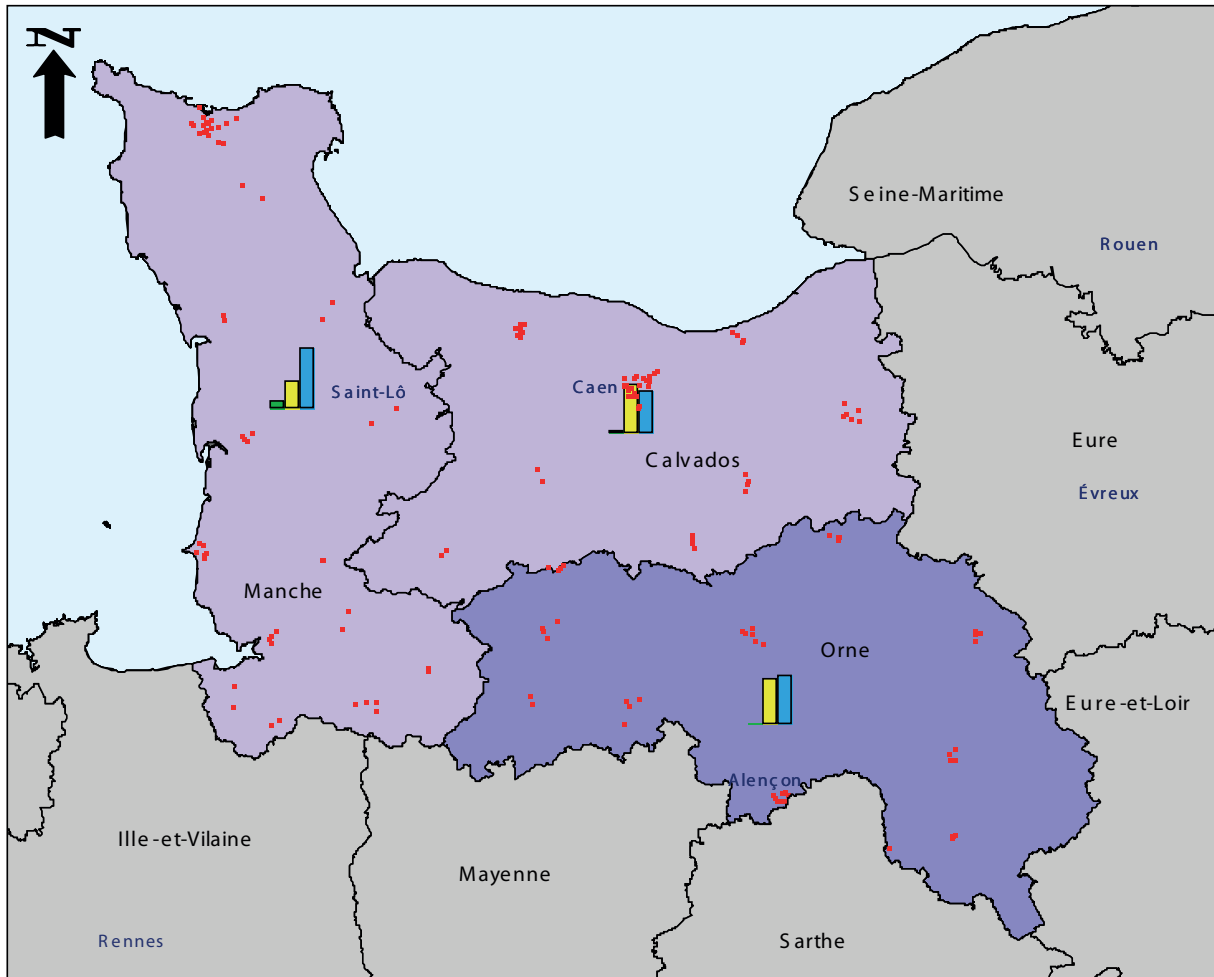 N
Seine-Maritime
Rouen
Saint-Lô
Caen
Eure
Calvados
Évreux
Manche
Orne
Eure-et-Loir
Alençon
Ille-et-Vilaine
Mayenne
Rennes
Sarthe